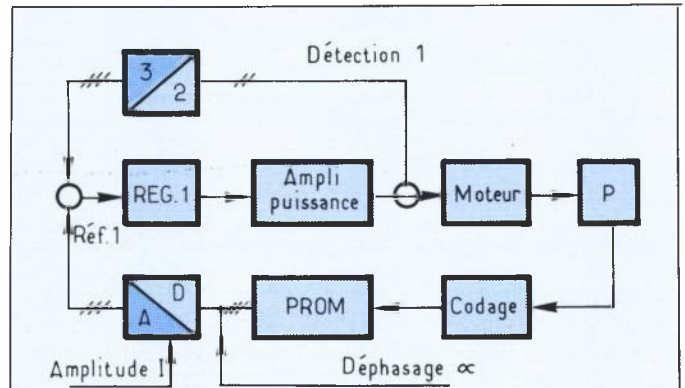 Détection 1
3
2
REG.1
Ampli
puissance
Moteur
P
Réf.1
D
A
PROM
Codage
Amplitude I
Déphasage ∝